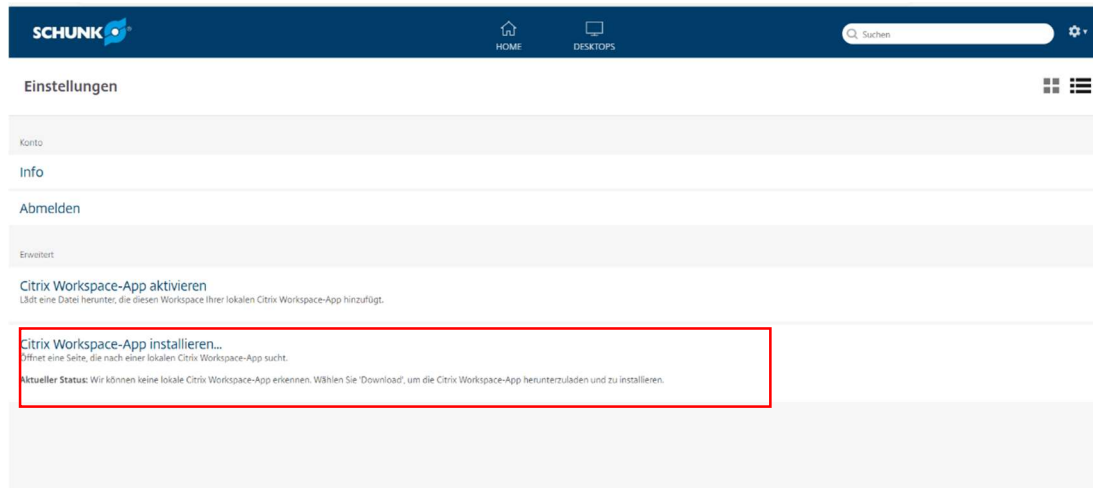 SCHUNK
HOME
DESKTOPS
Suchen
Einstellungen
Konto
Info
Abmelden
Erweitert
Citrix Workspace-App aktivieren
Lädt eine Datei herunter, die diesen Workspace Ihrer lokalen Citrix Workspace-App hinzufügt.
Citrix Workspace-App installieren...
Öffnet eine Seite, die nach einer lokalen Citrix Workspace-App sucht.
Aktueller Status: Wir können keine lokale Citrix Workspace-App erkennen. Wählen Sie 'Download', um die Citrix Workspace-App herunterzuladen und zu installieren.